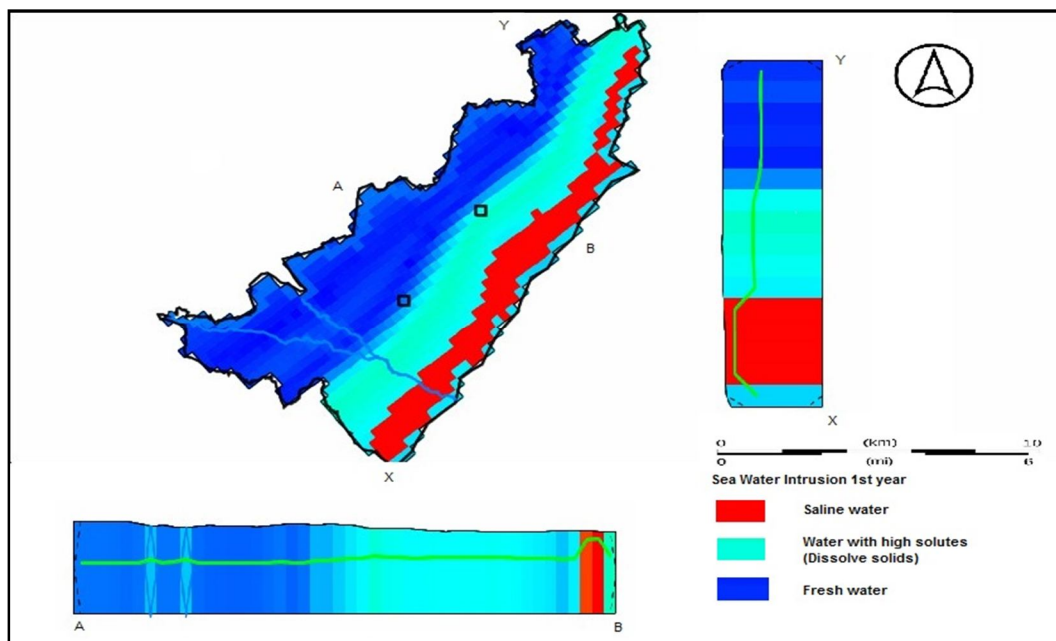 Y
Y
A
B
X
X
0 (km) 10
0 (mi) 6
Sea Water Intrusion 1st year
Saline water
Water with high solutes
(Dissolve solids)
Fresh water
A
B